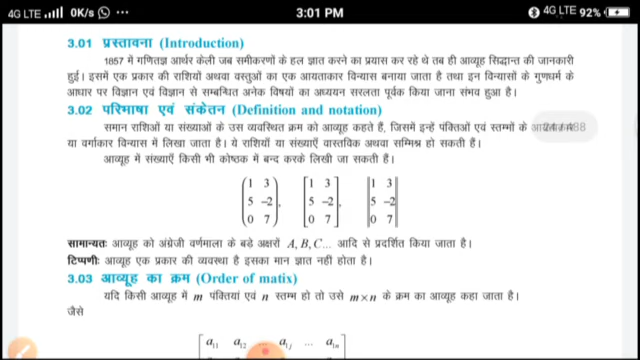 4G LTE 0K/s 3:01 PM 4G LTE 92%
3.01 प्रस्तावना (Introduction)
1857 में गणितज्ञ आर्थर केली जब समीकरणों के हल ज्ञात करने का प्रयास कर रहे थे तब ही आव्यूह सिद्धान्त की जानकारी
हुई। इसमें एक प्रकार की राशियों अथवा वस्तुओं का एक आयताकार विन्यास बनाया जाता है तथा इन विन्यासों के गुणधर्म के
आधार पर विज्ञान एवं विज्ञान से सम्बन्धित अनेक विषयों का अध्ययन सरलता पूर्वक किया जाना संभव हुआ है।
3.02 परिभाषा एवं संकेतन (Definition and notation)
समान राशियों या संख्याओं के उस व्यवस्थित क्रम को आव्यूह कहते हैं, जिसमें इन्हें पंक्तिओं एवं स्तम्भों के
या वर्गाकार विन्यास में लिखा जाता है। ये राशियाँ या संख्याएँ वास्तविक अथवा सम्मिश्र हो सकती हैं।
आव्यूह में संख्याएँ किसी भी कोष्ठक में बन्द करके लिखी जा सकती हैं।
1 3 1 3 1 3
5 -2 , 5 -2 , 5 -2
0 7 0 7 0 7
सामान्यतः आव्यूह को अंग्रेजी वर्णमाला के बड़े अक्षरों A, B, C... आदि से प्रदर्शित किया जाता है।
टिप्पणीः आव्यूह एक प्रकार की व्यवस्था है इसका मान ज्ञात नहीं होता है।
3.03 आव्यूह का क्रम (Order of matix)
यदि किसी आव्यूह में m पंक्तियां एवं n स्तम्भ हो तो उसे m×n के क्रम का आव्यूह कहा जाता है।
जैसे
a11 a12 ... a1j ... a1n